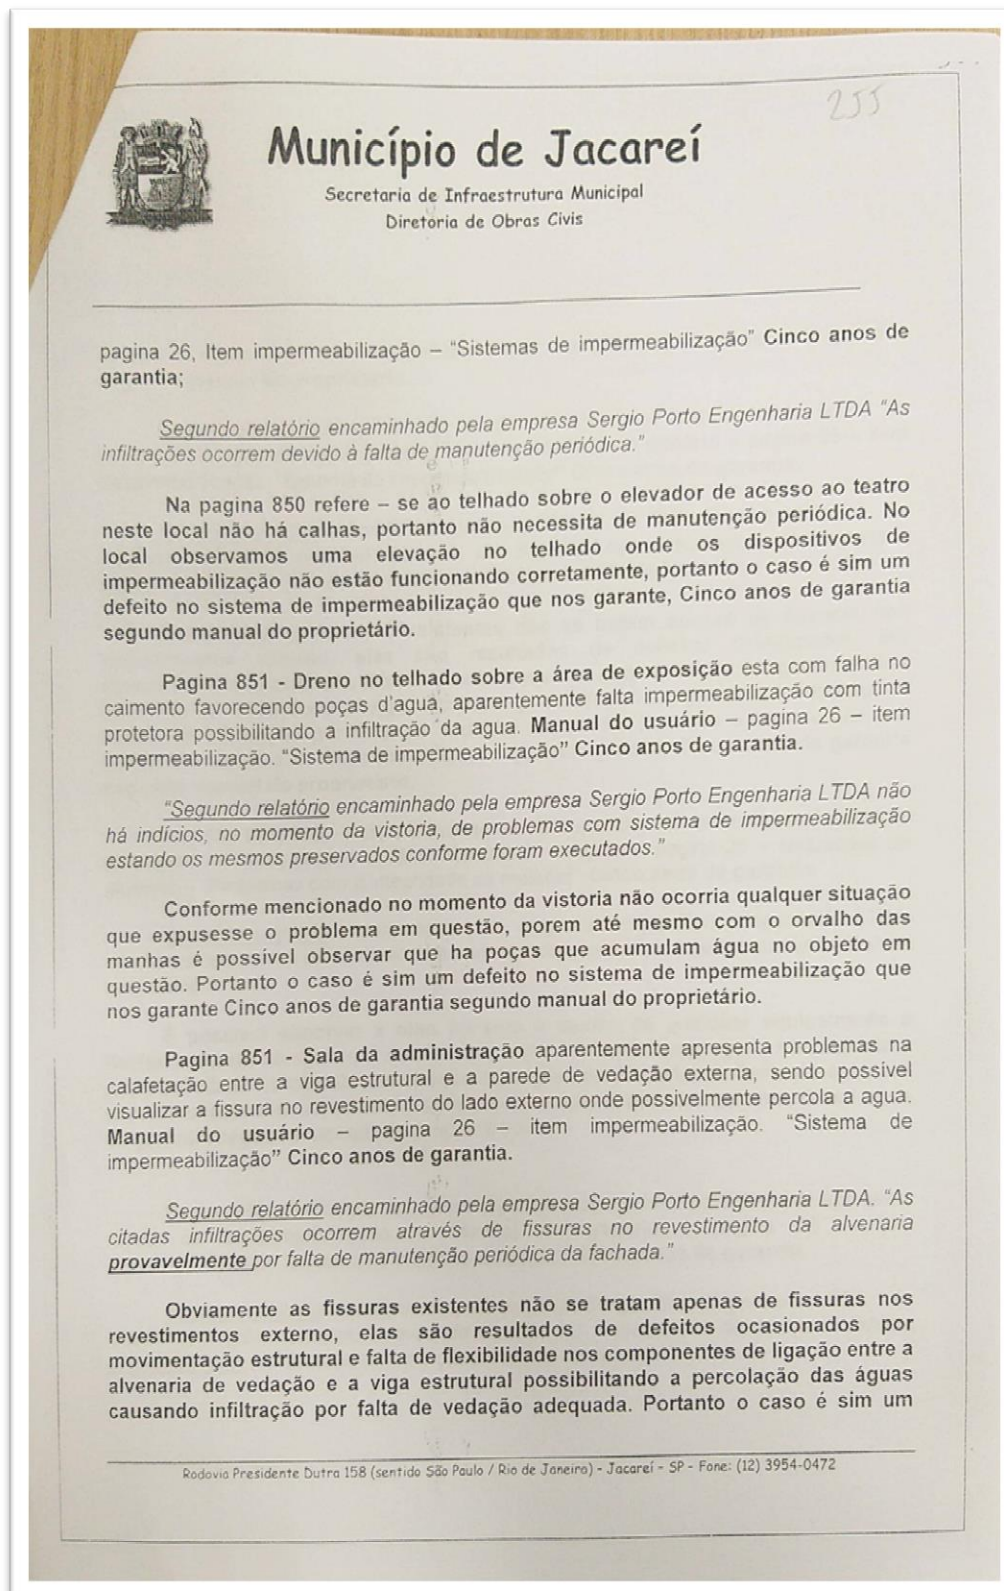 255
Município de Jacareí
Secretaria de Infraestrutura Municipal
Diretoria de Obras Civis
pagina 26, Item impermeabilização – “Sistemas de impermeabilização” Cinco anos de
garantia;
Segundo relatório encaminhado pela empresa Sergio Porto Engenharia LTDA “As
infiltrações ocorrem devido à falta de manutenção periódica.”
Na pagina 850 refere – se ao telhado sobre o elevador de acesso ao teatro
neste local não há calhas, portanto não necessita de manutenção periódica. No
local observamos uma elevação no telhado onde os dispositivos de
impermeabilização não estão funcionando corretamente, portanto o caso é sim um
defeito no sistema de impermeabilização que nos garante, Cinco anos de garantia
segundo manual do proprietário.
Pagina 851 - Dreno no telhado sobre a área de exposição esta com falha no
caimento favorecendo poças d’agua, aparentemente falta impermeabilização com tinta
protetora possibilitando a infiltração da agua. Manual do usuário – pagina 26 – item
impermeabilização. “Sistema de impermeabilização” Cinco anos de garantia.
“Segundo relatório encaminhado pela empresa Sergio Porto Engenharia LTDA não
há indícios, no momento da vistoria, de problemas com sistema de impermeabilização
estando os mesmos preservados conforme foram executados.”
Conforme mencionado no momento da vistoria não ocorria qualquer situação
que expusesse o problema em questão, porem até mesmo com o orvalho das
manhas é possível observar que ha poças que acumulam água no objeto em
questão. Portanto o caso é sim um defeito no sistema de impermeabilização que
nos garante Cinco anos de garantia segundo manual do proprietário.
Pagina 851 - Sala da administração aparentemente apresenta problemas na
calafetação entre a viga estrutural e a parede de vedação externa, sendo possível
visualizar a fissura no revestimento do lado externo onde possivelmente percola a agua.
Manual do usuário – pagina 26 – item impermeabilização. “Sistema de
impermeabilização” Cinco anos de garantia.
Segundo relatório encaminhado pela empresa Sergio Porto Engenharia LTDA. “As
citadas infiltrações ocorrem através de fissuras no revestimento da alvenaria
provavelmente por falta de manutenção periódica da fachada.”
Obviamente as fissuras existentes não se tratam apenas de fissuras nos
revestimentos externo, elas são resultados de defeitos ocasionados por
movimentação estrutural e falta de flexibilidade nos componentes de ligação entre a
alvenaria de vedação e a viga estrutural possibilitando a percolação das águas
causando infiltração por falta de vedação adequada. Portanto o caso é sim um
Rodovia Presidente Dutra 158 (sentido São Paulo / Rio de Janeiro) - Jacareí - SP - Fone: (12) 3954-0472